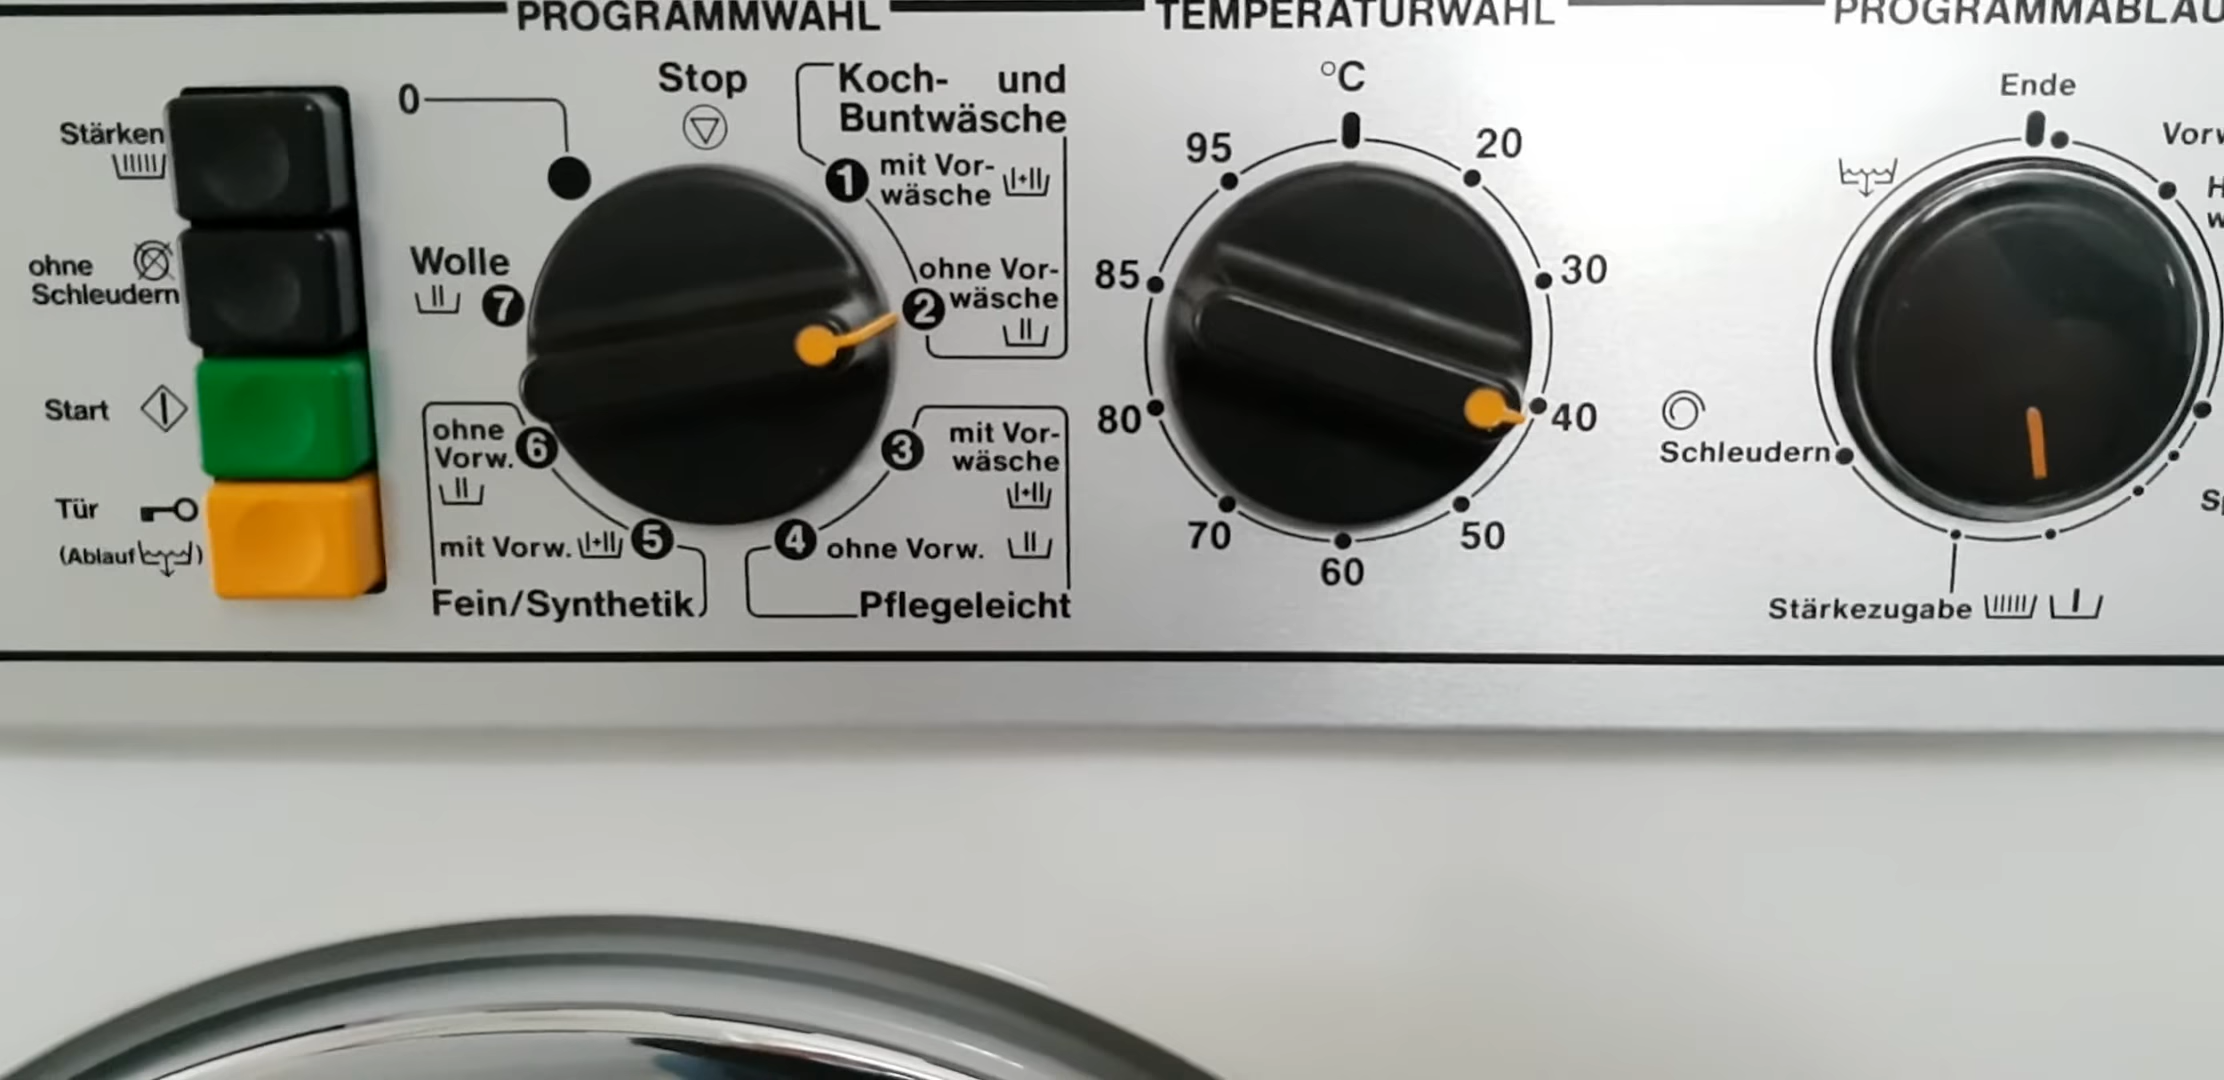 PROGRAMMWAHL
TEMPERATURWAHL
Stärken
ohne
Schleudern
Start
Tür
(Ablauf )
0
Stop
Koch- und
Buntwäsche
1 mit Vor-
wäsche
ohne Vor-
2 wäsche
3 mit Vor-
wäsche
4 ohne Vorw.
Pflegeleicht
5
mit Vorw.
Fein/Synthetik
6
ohne
Vorw.
Wolle
7
°C
20
30
40
50
60
70
80
85
95
Ende
Schleudern
Stärkezugabe